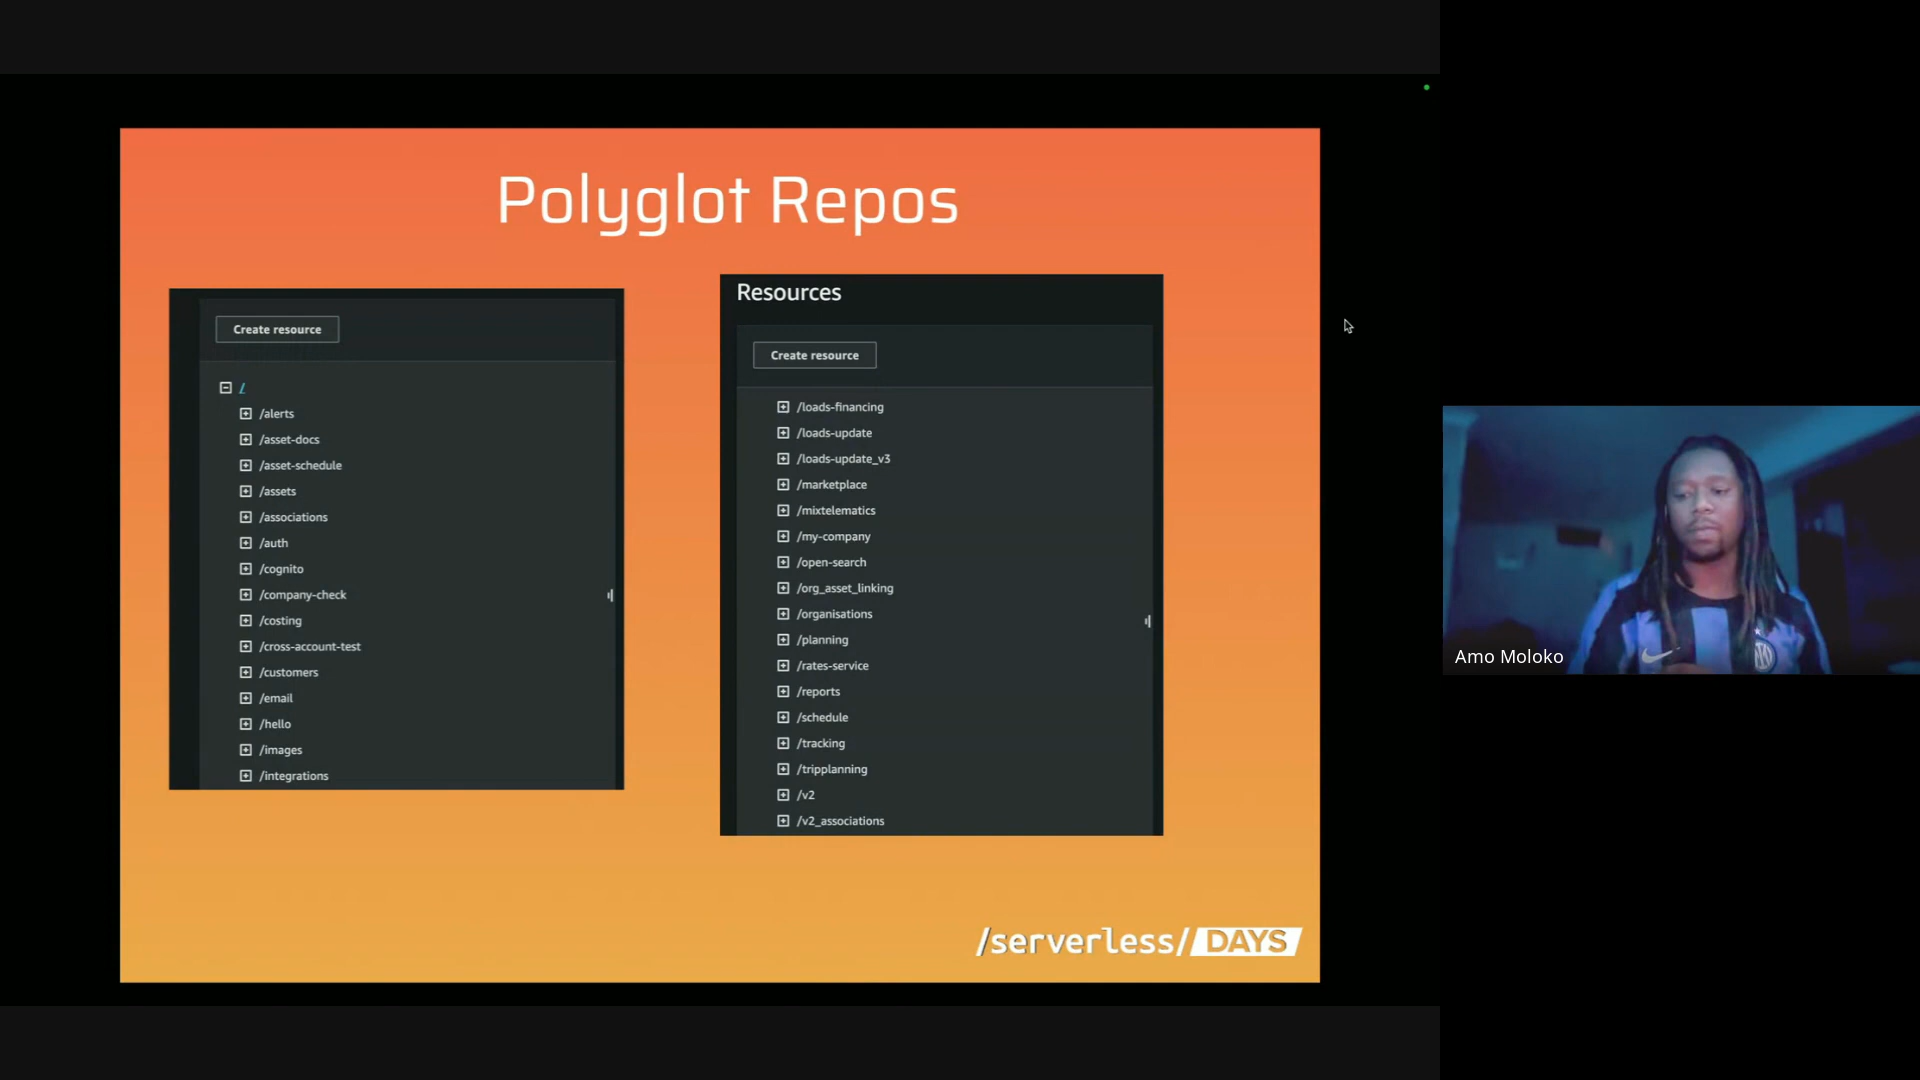 Polyglot Repos
Create resource
/
/alerts
/asset-docs
/asset-schedule
/assets
/associations
/auth
/cognito
/company-check
/costing
/cross-account-test
/customers
/email
/hello
/images
/integrations
Resources
Create resource
/loads-financing
/loads-update
/loads-update_v3
/marketplace
/mixtelematics
/my-company
/open-search
/org_asset_linking
/organisations
/planning
/rates-service
/reports
/schedule
/tracking
/tripplanning
/v2
/v2_associations
/serverless/DAYS
Amo Moloko